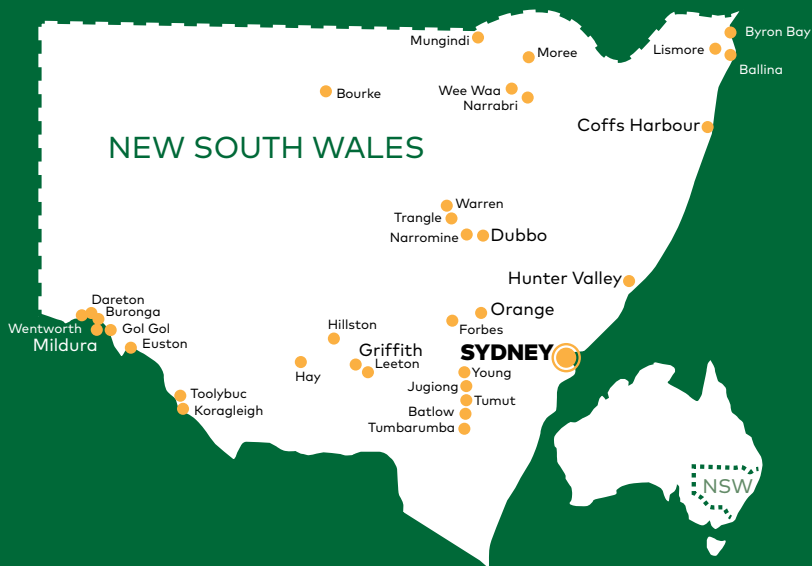 Byron Bay
Mungindi
Lismore
Moree
Ballina
Wee Waa
Bourke
Narrabri
Coffs Harbour
NEW SOUTH WALES
Warren
Trangle
Narromine
Dubbo
Hunter Valley
Dareton
Buronga
Orange
Wentworth
Gol Gol
Hillston
Forbes
Mildura
Euston
Griffith
SYDNEY
Leeton
Hay
Young
Jugiong
Toolybuc
Tumut
Koragleigh
Batlow
Tumbarumba
NSW